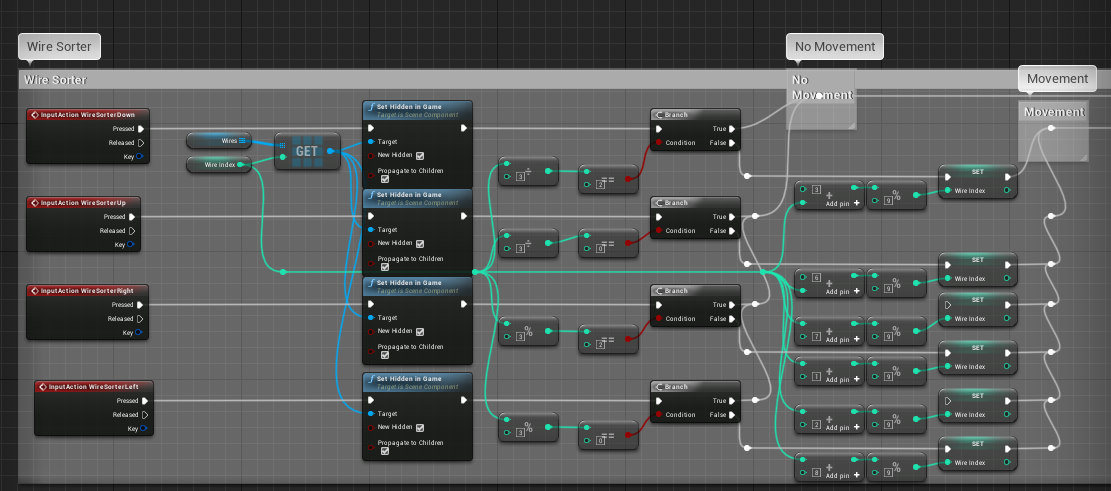 Wire Sorter
No Movement
Movement
Wire Sorter
No
Movement
Movement
InputAction WireSorterDown
Pressed
Released
Key
Wires
Wire Index
GET
Set Hidden in Game
Target is Scene Component
Target
New Hidden
Propagate to Children
3 ÷
2 ==
Branch
True
Condition False
InputAction WireSorterUp
Pressed
Released
Key
Set Hidden in Game
Target is Scene Component
Target
New Hidden
Propagate to Children
3 ÷
0 ==
Branch
True
Condition False
InputAction WireSorterRight
Pressed
Released
Key
Set Hidden in Game
Target is Scene Component
Target
New Hidden
Propagate to Children
3 %
2 ==
Branch
True
Condition False
InputAction WireSorterLeft
Pressed
Released
Key
Set Hidden in Game
Target is Scene Component
Target
New Hidden
Propagate to Children
3 %
0 ==
Branch
True
Condition False
3 + Add pin +
9 %
SET
Wire Index
6 + Add pin +
9 %
SET
Wire Index
7 + Add pin +
9 %
SET
Wire Index
1 + Add pin +
9 %
SET
Wire Index
2 + Add pin +
9 %
SET
Wire Index
8 + Add pin +
9 %
SET
Wire Index